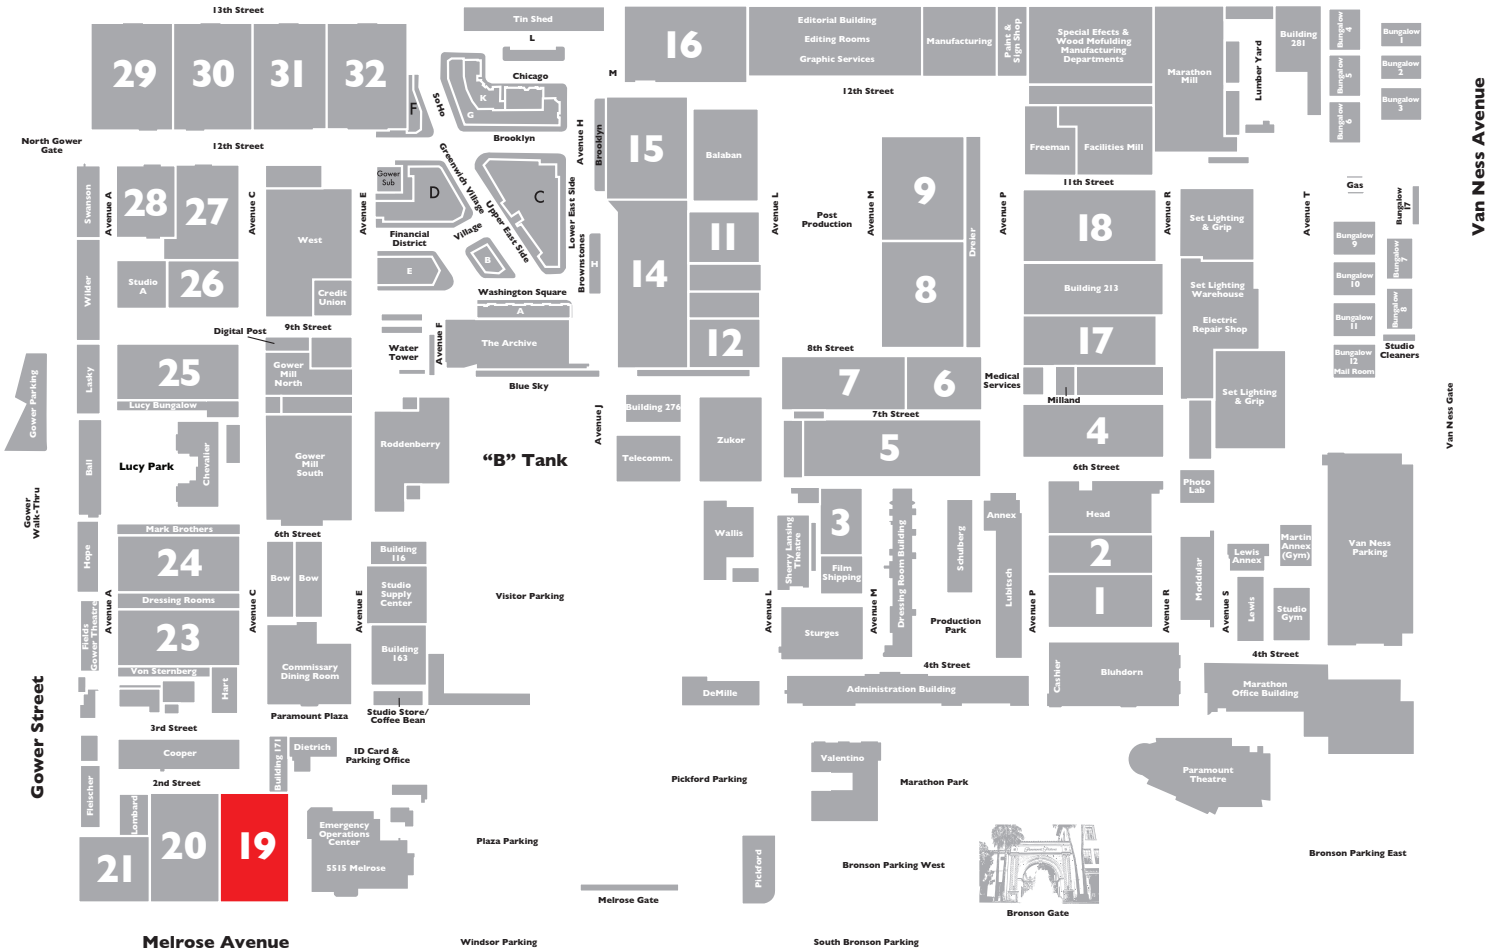 13th Street
29
30
31
32
F
SoHo
Tin Shed
L
Chicago
K
G
Brooklyn
M
16
Editorial Building
Editing Rooms
Graphic Services
Manufacturing
Paint &
Sign Shop
Special Efects &
Wood Mofulding
Manufacturing
Departments
Marathon
Mill
Lumber Yard
Building
281
Bungalow
4
Bungalow
5
Bungalow
6
Bungalow
1
Bungalow
2
Bungalow
3
Van Ness Avenue
12th Street
North Gower
Gate
12th Street
Avenue H
Brooklyn
15
Balaban
Freeman
Facilities Mill
11th Street
Swanson
Avenue A
28
27
Avenue C
West
Avenue E
Gower
Sub
D
Greenwich Village
Upper East Side
C
Lower East Side
Financial
District
Village
B
E
Brownstones
H
Washington Square
A
14
11
12
Avenue L
Post
Production
Avenue M
9
8
Dreier
Avenue P
18
Building 213
17
Avenue R
Set Lighting
& Grip
Set Lighting
Warehouse
Electric
Repair Shop
Avenue T
Gas
Bungalow
17
Bungalow
9
Bungalow
10
Bungalow
11
Bungalow
12
Mail Room
Bungalow
7
Bungalow
8
Studio
Cleaners
Wilder
Studio
A
26
Credit
Union
9th Street
Digital Post
Water
Tower
Avenue F
The Archive
Blue Sky
8th Street
7
6
Medical
Services
Milland
Set Lighting
& Grip
Van Ness Gate
Gower Parking
Lasky
25
Lucy Bungalow
Gower
Mill
North
Roddenberry
Avenue J
Building 276
Telecomm.
Zukor
7th Street
5
4
6th Street
Ball
Lucy Park
Chevalier
Gower
Mill
South
“B” Tank
Gower
Walk-Thru
Photo
Lab
Mark Brothers
6th Street
Hope
24
Dressing Rooms
Avenue A
Avenue C
Bow
Bow
Avenue E
Building
116
Studio
Supply
Center
Visitor Parking
Wallis
Sherry Lansing
Theatre
3
Film
Shipping
Dressing Room Building
Schulberg
Annex
Lubitsch
Head
2
1
Moddular
Lewis
Annex
Martin
Annex
(Gym)
Van Ness
Parking
Fields
Gower Theatre
23
Von Sternberg
Hart
Commissary
Dining Room
Building
163
Avenue L
Sturges
Avenue M
Production
Park
Avenue P
Avenue R
Avenue S
Lewis
Studio
Gym
4th Street
4th Street
Paramount Plaza
Studio Store/
Coffee Bean
DeMille
Administration Building
Cashier
Bluhdorn
Marathon
Office Building
Gower Street
3rd Street
Cooper
Building 171
Dietrich
ID Card &
Parking Office
Pickford Parking
Valentino
Marathon Park
Paramount
Theatre
2nd Street
Fleischer
Lombard
21
20
19
Emergency
Operations
Center
5515 Melrose
Plaza Parking
Melrose Gate
Pickford
Bronson Parking West
Bronson Gate
Bronson Parking East
Melrose Avenue
Windsor Parking
South Bronson Parking